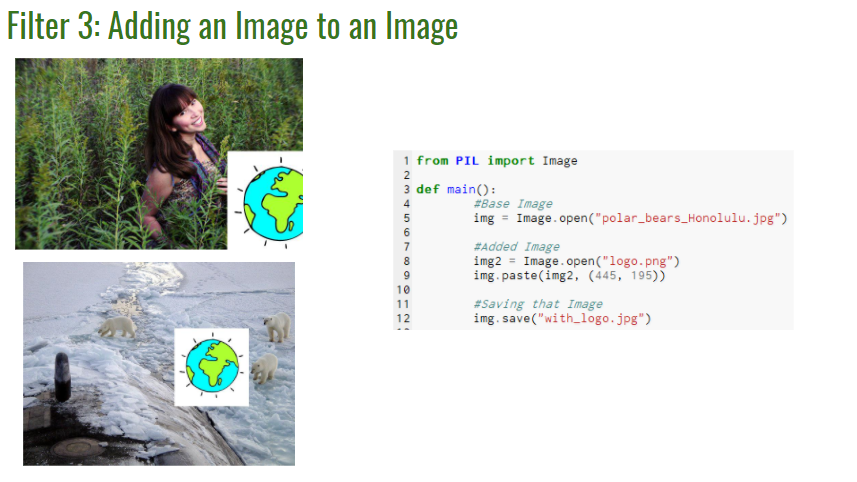 Filter 3: Adding an Image to an Image
1 from PIL import Image
2
3 def main():
4 #Base Image
5 img = Image.open("polar_bears_Honolulu.jpg")
6
7 #Added Image
8 img2 = Image.open("logo.png")
9 img.paste(img2, (445, 195))
10
11 #Saving that Image
12 img.save("with_logo.jpg")